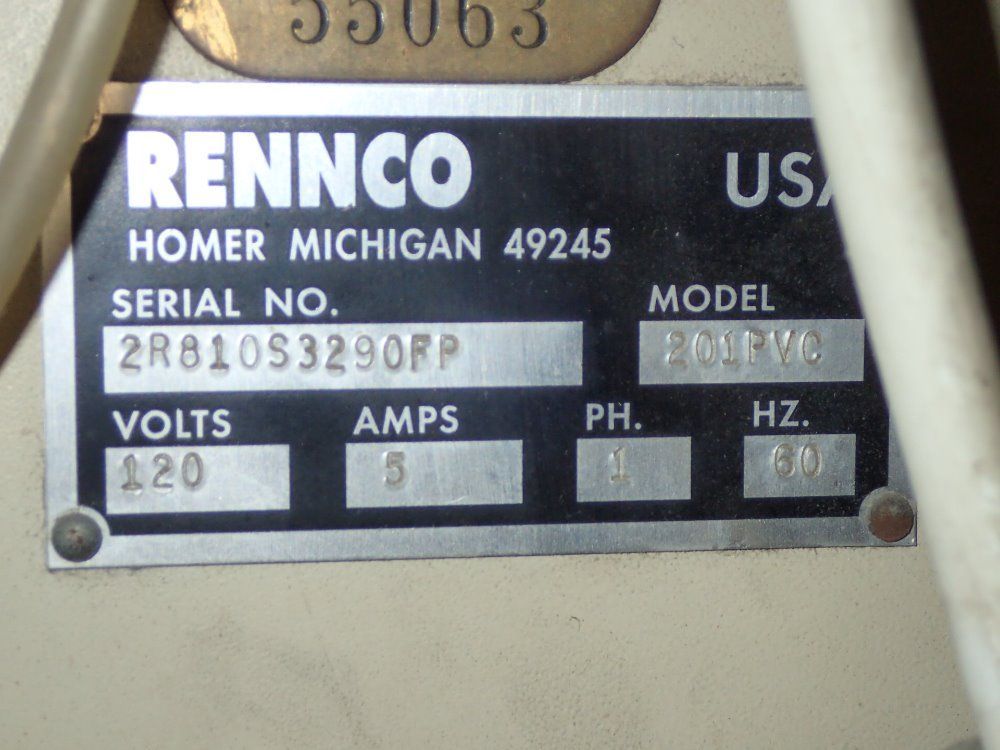 55063
RENNCO USA
HOMER MICHIGAN 49245
SERIAL NO. MODEL
2R810S3290FP 201PVC
VOLTS AMPS PH. HZ.
120 5 1 60